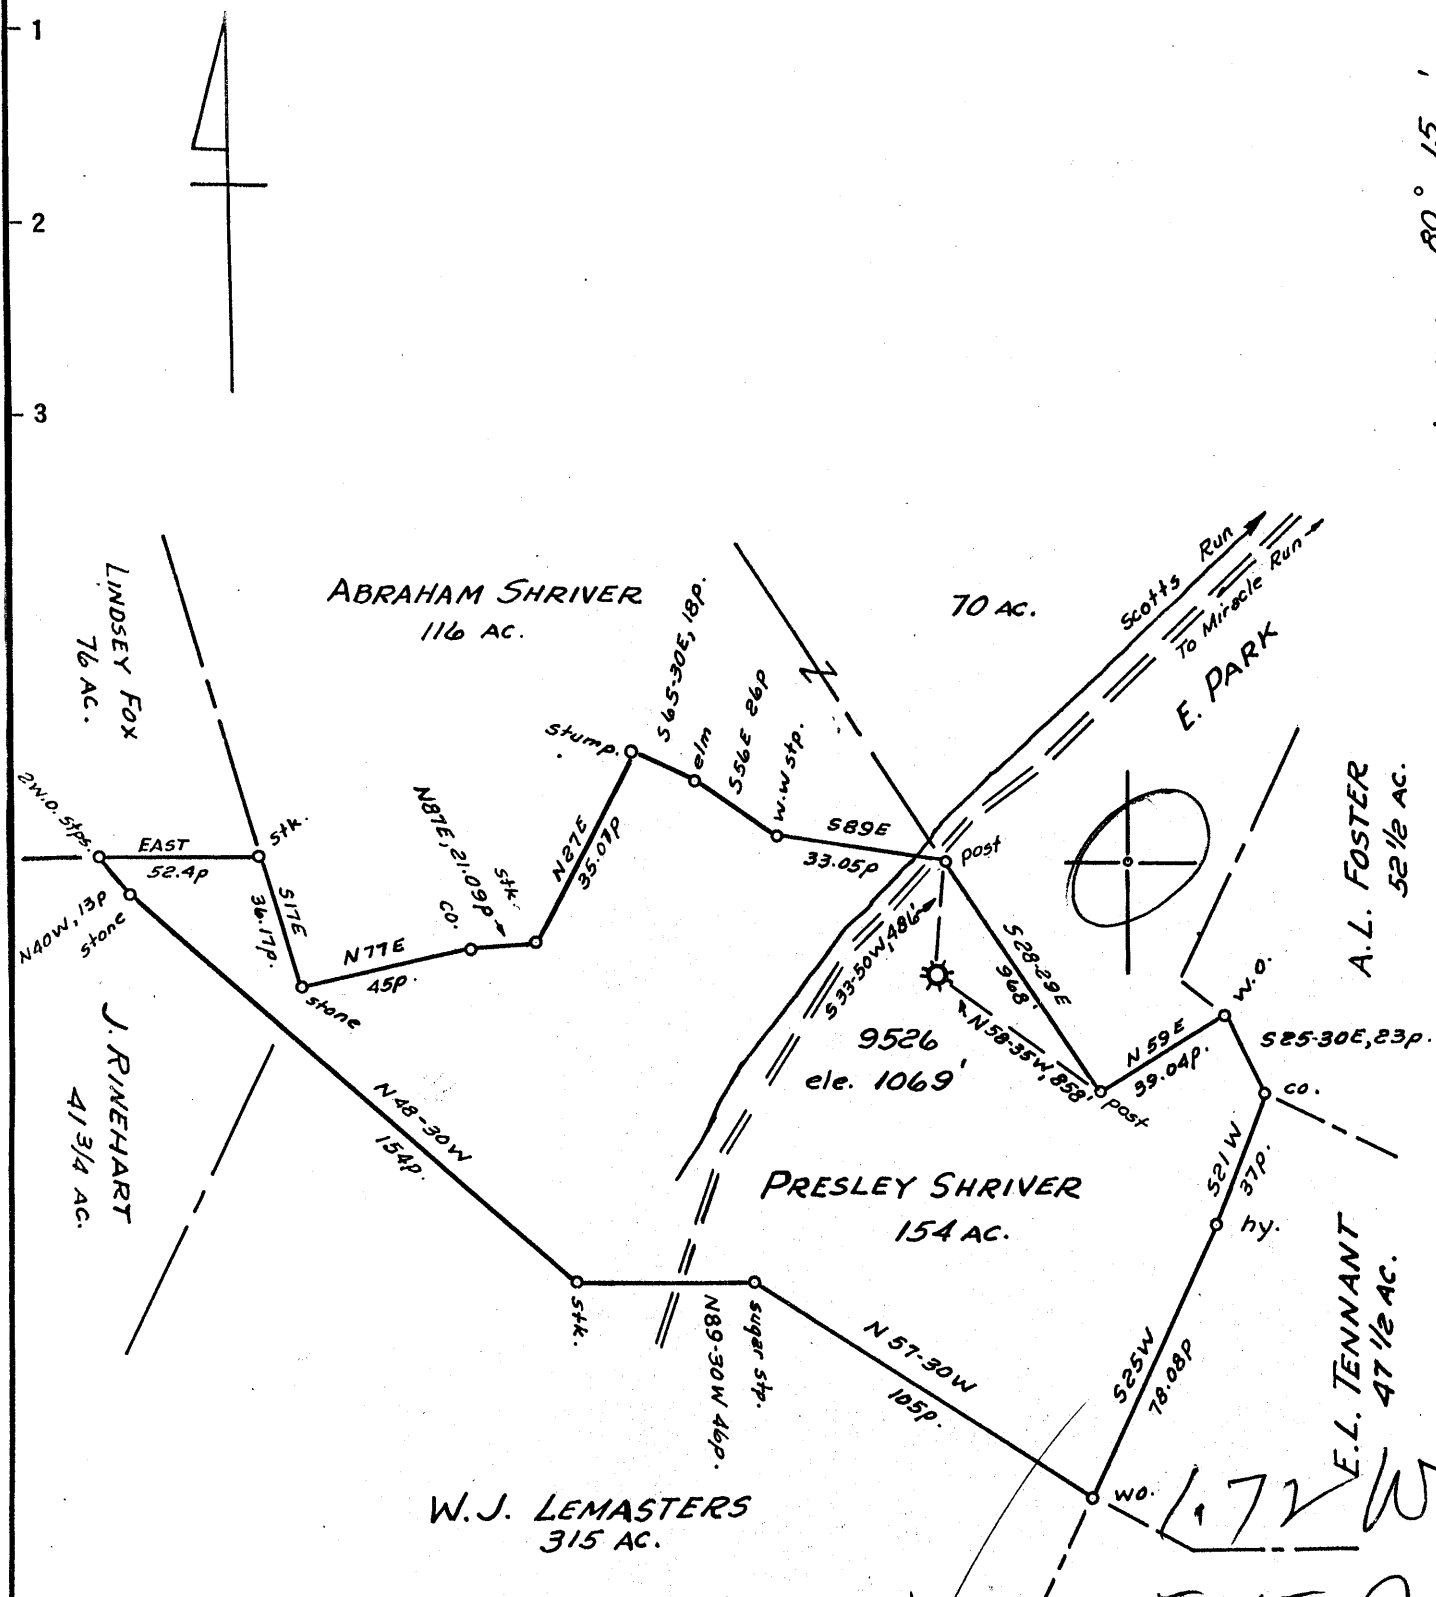 1
2
3
80° 15'
ABRAHAM SHRIVER
116 AC.
LINDSEY FOX
76 AC.
70 AC.
Scotts Run
To Miracle Run
E. PARK
A.L. FOSTER
52 1/2 AC.
stump.
S65-30E, 18p.
elm
S56E 26p
w.w stp.
S89E
33.05p
post
2W.O. stps.
EAST
52.4p
stk.
N40W, 13p
stone
S17E
36.17p.
stone
N77E
45p.
co.
N87E, 21.09p
stk.
N27E
35.07p
S33-50W, 486'
S28-29E
968'
N58-35W, 858'
9526
ele. 1069'
post
N59E
39.04p.
W.O.
S25-30E, 23p.
co.
S21W
37p.
hy.
J. RINEHART
41 3/4 AC.
N48-30W
154p.
PRESLEY SHRIVER
154 AC.
stk.
N89-30W 46p.
sugar stp.
N57-30W
105p.
S25W
78.08p
E.L. TENNANT
47 1/2 AC.
wo.
1.72 W
W.J. LEMASTERS
315 AC.